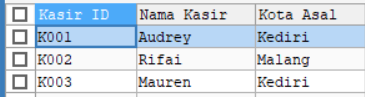 Kasir ID Nama Kasir Kota Asal
K001 Audrey Kediri
K002 Rifai Malang
K003 Mauren Kediri